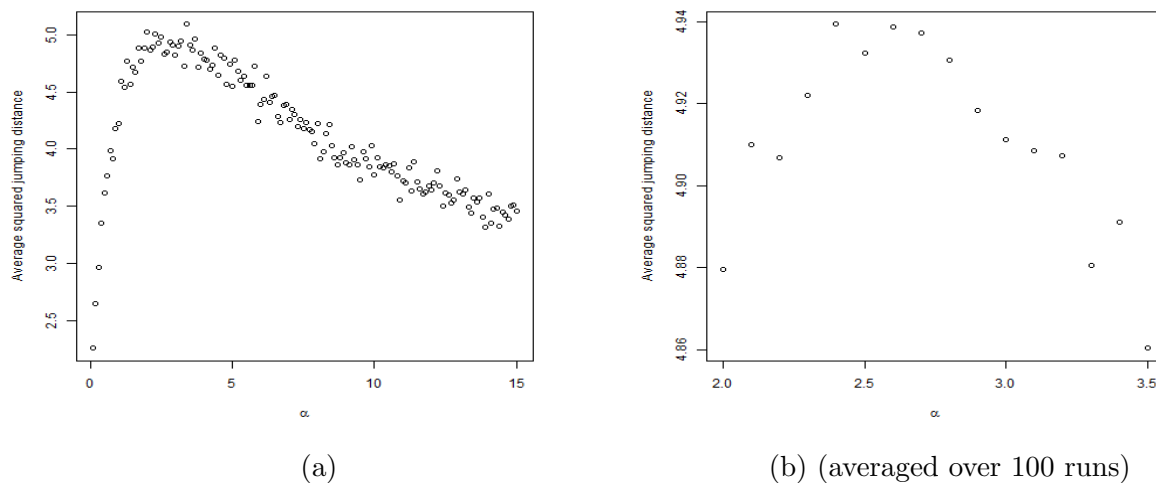 Average squared jumping distance
5.0
4.5
4.0
3.5
3.0
2.5
0 5 10 15
α
(a)
Average squared jumping distance
4.94
4.92
4.90
4.88
4.86
2.0 2.5 3.0 3.5
α
(b) (averaged over 100 runs)